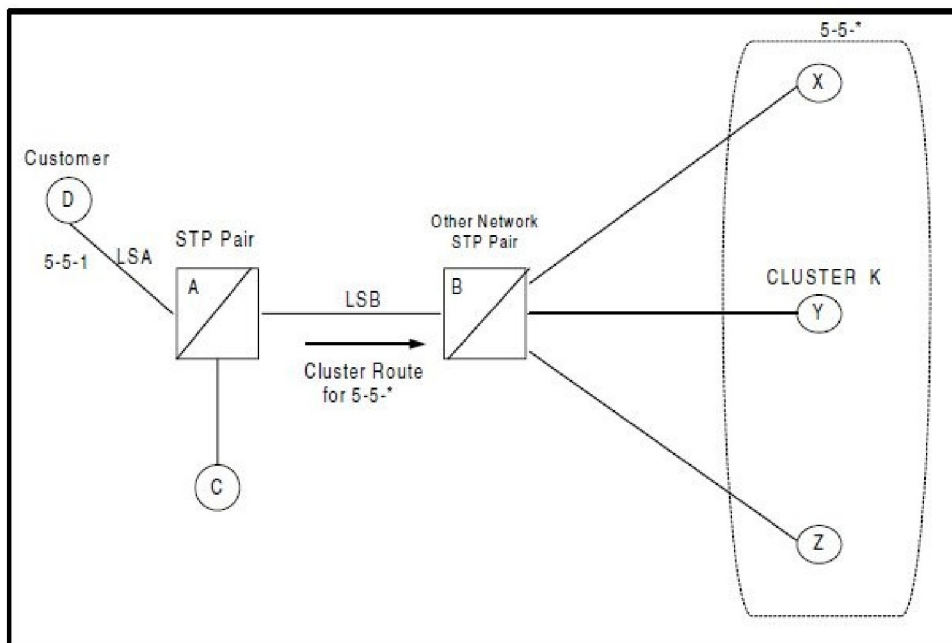 5-5-*
X
Customer
D
5-5-1
LSA
STP Pair
A
LSB
Cluster Route
for 5-5-*
Other Network
STP Pair
B
CLUSTER K
Y
C
Z